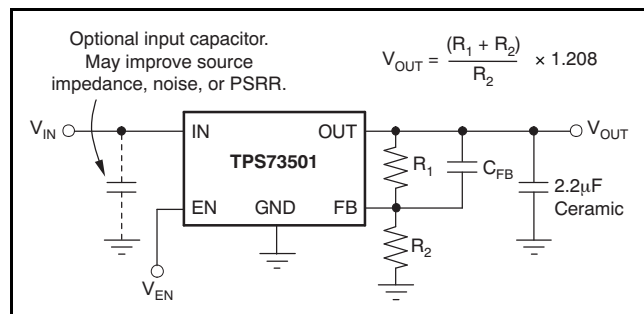 Optional input capacitor.
May improve source
impedance, noise, or PSRR.
V_OUT = (R_1 + R_2) / R_2 × 1.208
V_IN
IN
OUT
V_OUT
TPS73501
R_1
C_FB
2.2μF
Ceramic
EN
GND
FB
R_2
V_EN